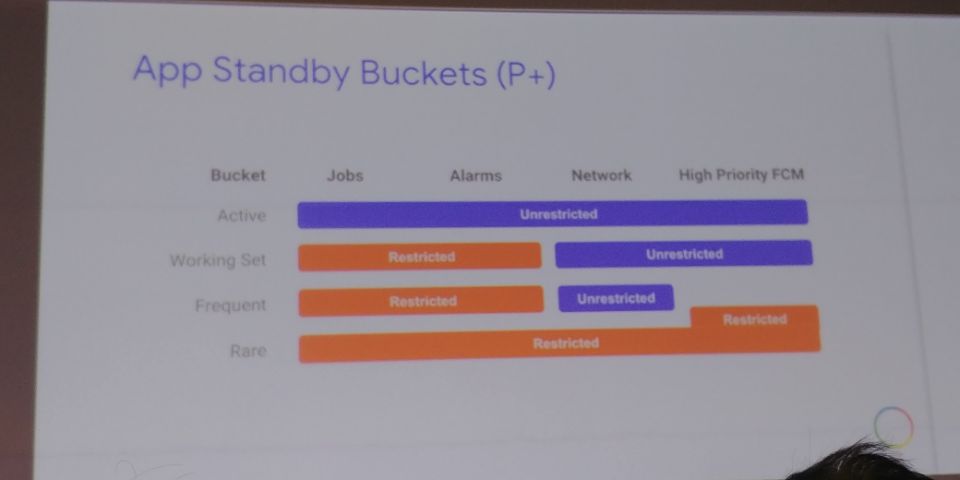 App Standby Buckets (P+)
Bucket Jobs Alarms Network High Priority FCM
Active Unrestricted
Working Set Restricted Unrestricted
Frequent Restricted Unrestricted Restricted
Rare Restricted